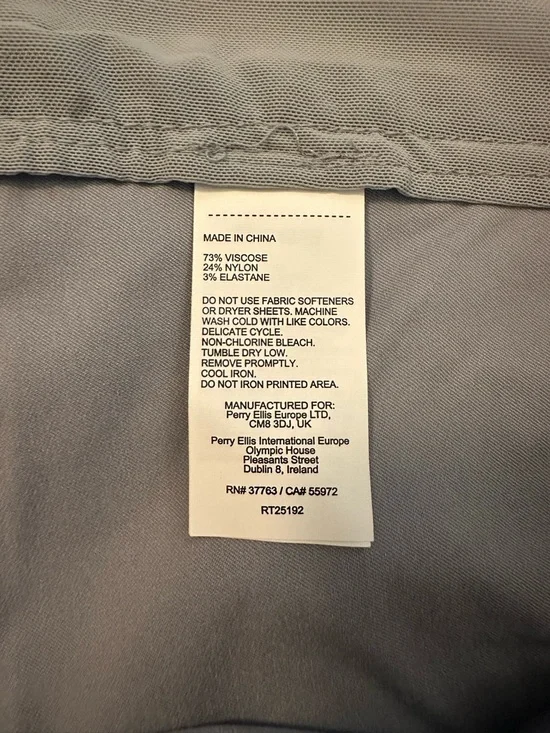 MADE IN CHINA
73% VISCOSE
24% NYLON
3% ELASTANE
DO NOT USE FABRIC SOFTENERS
OR DRYER SHEETS. MACHINE
WASH COLD WITH LIKE COLORS.
DELICATE CYCLE.
NON-CHLORINE BLEACH.
TUMBLE DRY LOW.
REMOVE PROMPTLY.
COOL IRON.
DO NOT IRON PRINTED AREA.
MANUFACTURED FOR:
Perry Ellis Europe LTD,
CM8 3DJ, UK
Perry Ellis International Europe
Olympic House
Pleasants Street
Dublin 8, Ireland
RN# 37763 / CA# 55972
RT25192